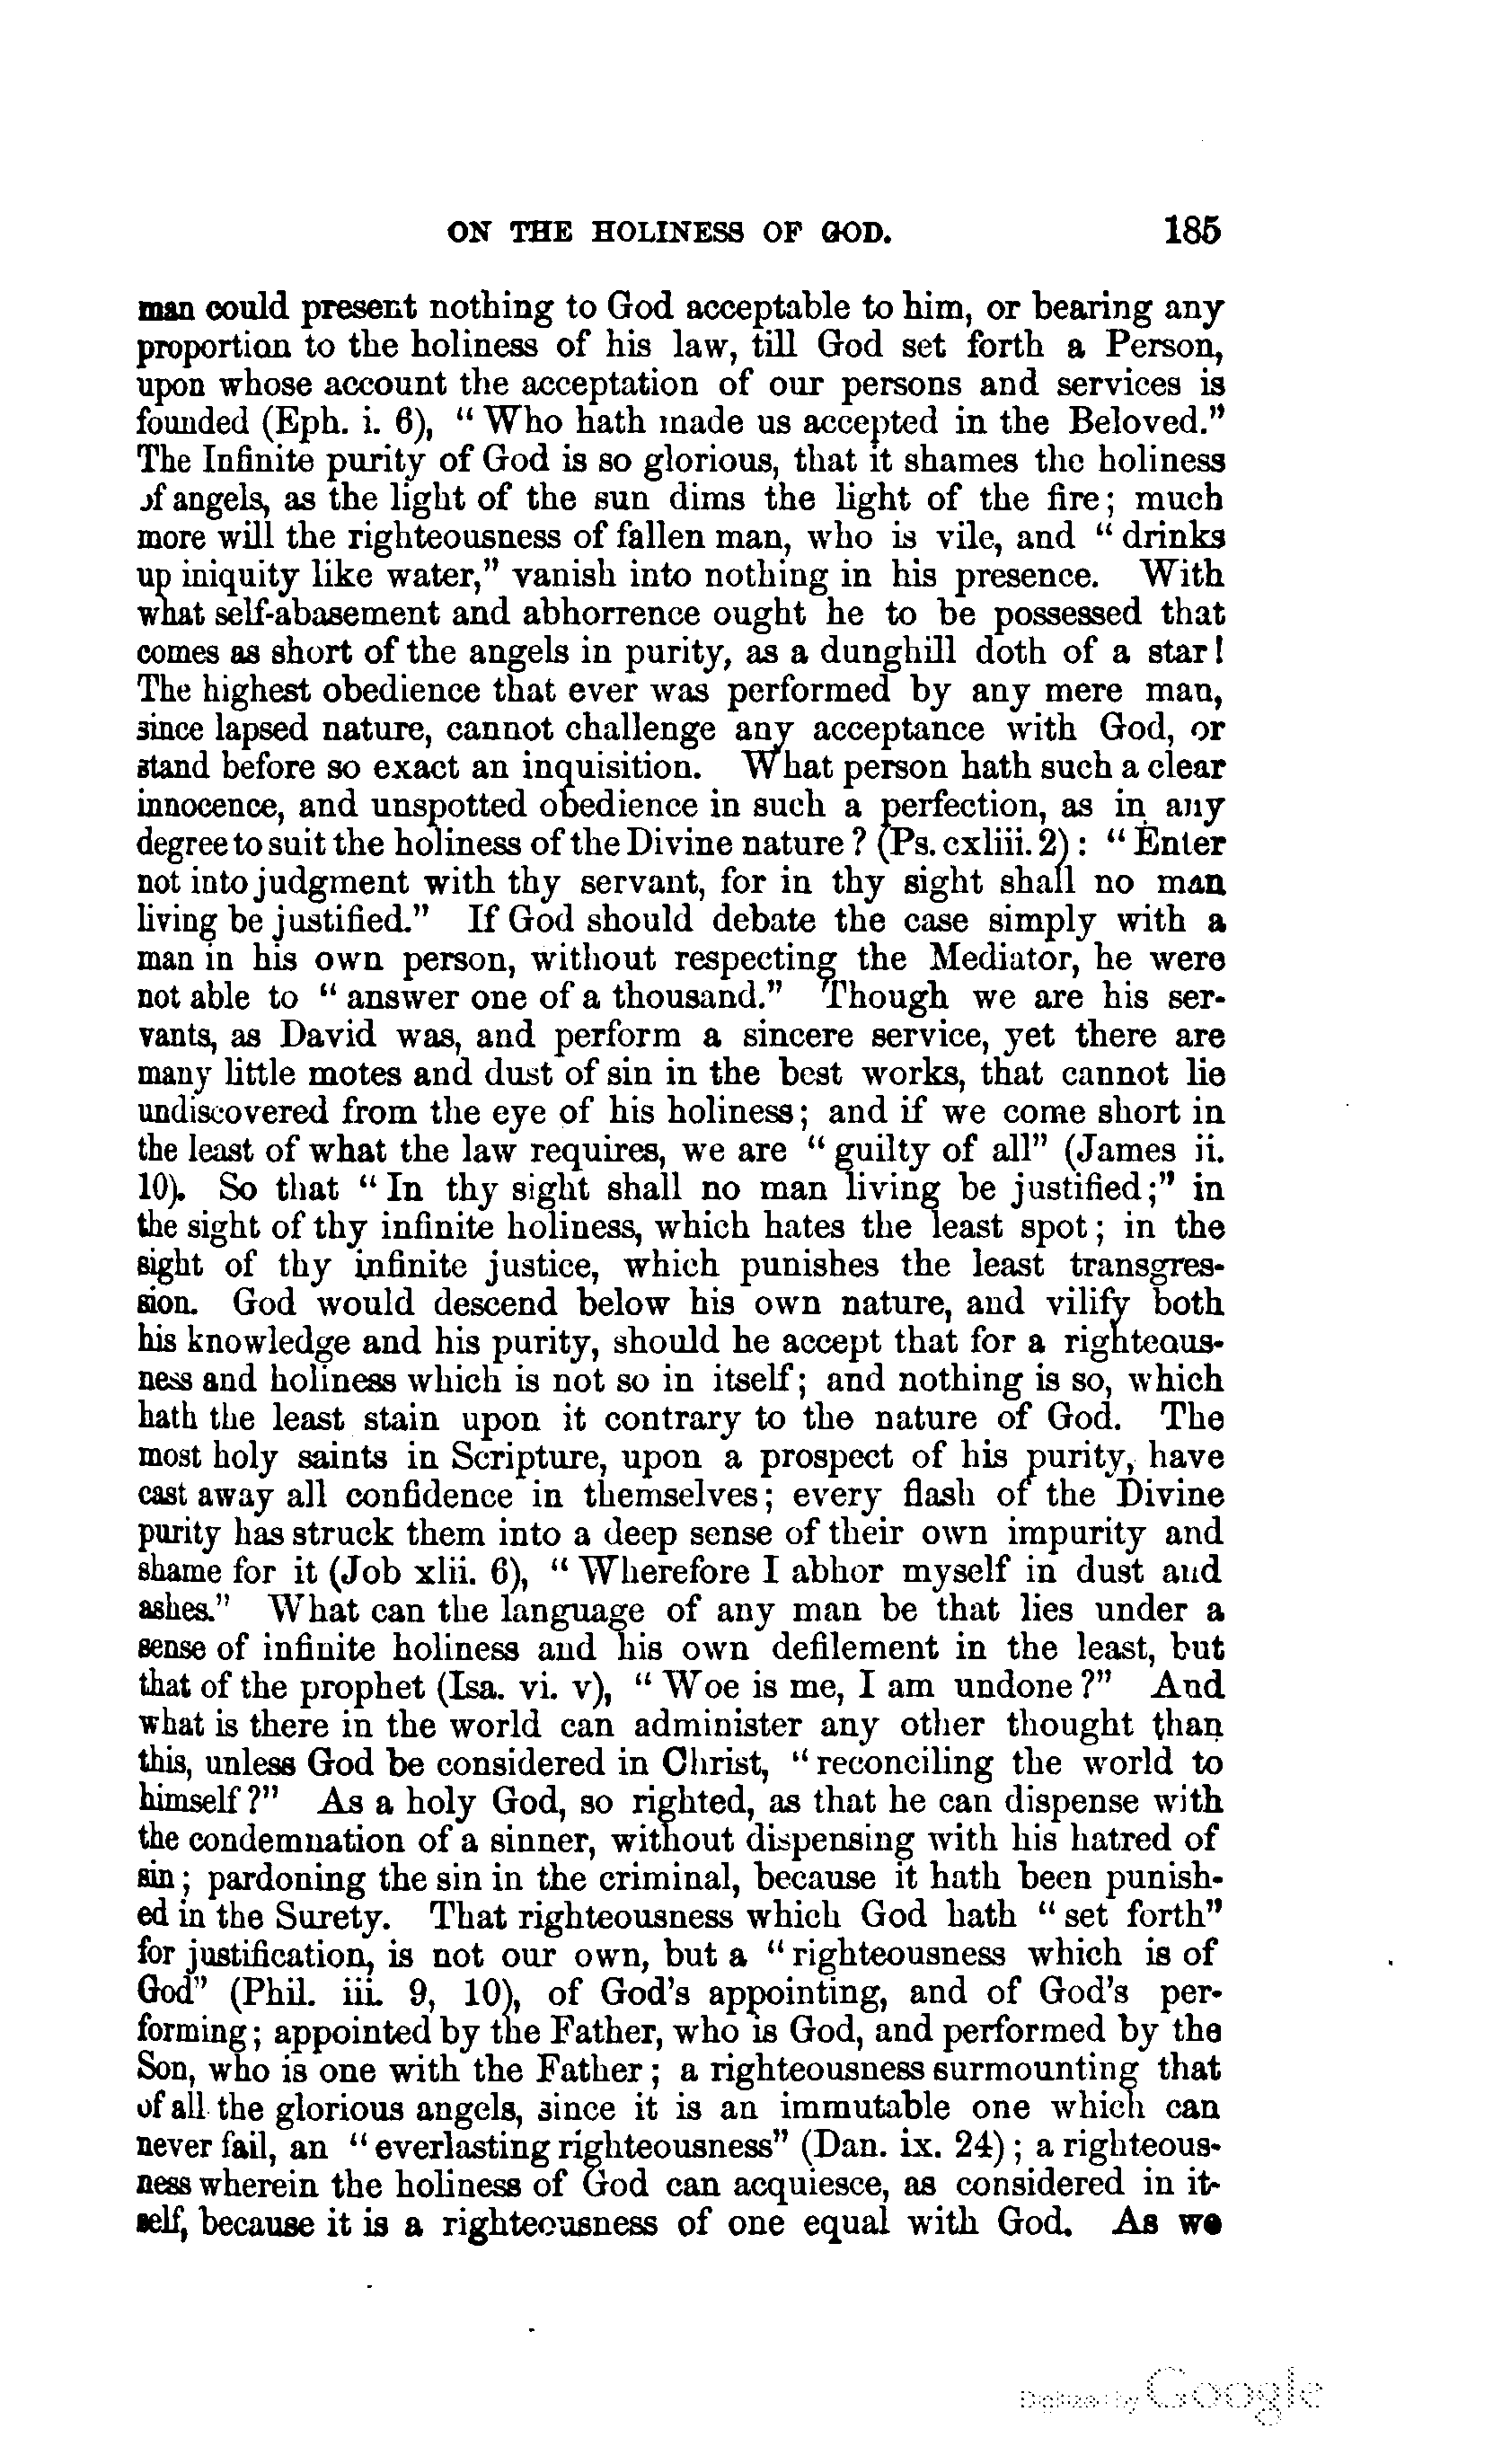 ON THE HOLINESS OF GOD. 185
man could present nothing to God acceptable to him, or bearing any
proportion to the holiness of his law, till God set forth a Person,
upon whose account the acceptation of our persons and services is
founded (Eph. i. 6), “ Who hath made us accepted in the Beloved.”
The Infinite purity of God is so glorious, that it shames the holiness
of angels, as the light of the sun dims the light of the fire; much
more will the righteousness of fallen man, who is vile, and “ drinks
up iniquity like water,” vanish into nothing in his presence. With
what self-abasement and abhorrence ought he to be possessed that
comes as short of the angels in purity, as a dunghill doth of a star!
The highest obedience that ever was performed by any mere man,
since lapsed nature, cannot challenge any acceptance with God, or
stand before so exact an inquisition. What person hath such a clear
innocence, and unspotted obedience in such a perfection, as in any
degree to suit the holiness of the Divine nature ? (Ps. cxliii. 2) : “ Enter
not into judgment with thy servant, for in thy sight shall no man
living be justified.” If God should debate the case simply with a
man in his own person, without respecting the Mediator, he were
not able to “ answer one of a thousand.” Though we are his ser-
vants, as David was, and perform a sincere service, yet there are
many little motes and dust of sin in the best works, that cannot lie
undiscovered from the eye of his holiness; and if we come short in
the least of what the law requires, we are “ guilty of all” (James ii.
10). So that “ In thy sight shall no man living be justified;” in
the sight of thy infinite holiness, which hates the least spot; in the
sight of thy infinite justice, which punishes the least transgres-
sion. God would descend below his own nature, and vilify both
his knowledge and his purity, should he accept that for a righteous-
ness and holiness which is not so in itself; and nothing is so, which
hath the least stain upon it contrary to the nature of God. The
most holy saints in Scripture, upon a prospect of his purity, have
cast away all confidence in themselves; every flash of the Divine
purity has struck them into a deep sense of their own impurity and
shame for it (Job xlii. 6), “ Wherefore I abhor myself in dust and
ashes.” What can the language of any man be that lies under a
sense of infinite holiness and his own defilement in the least, but
that of the prophet (Isa. vi. v), “ Woe is me, I am undone ?” And
what is there in the world can administer any other thought than
this, unless God be considered in Christ, “ reconciling the world to
himself ?” As a holy God, so righted, as that he can dispense with
the condemnation of a sinner, without dispensing with his hatred of
sin; pardoning the sin in the criminal, because it hath been punish-
ed in the Surety. That righteousness which God hath “ set forth”
for justification, is not our own, but a “ righteousness which is of
God” (Phil. iii. 9, 10), of God's appointing, and of God's per-
forming; appointed by the Father, who is God, and performed by the
Son, who is one with the Father; a righteousness surmounting that
of all the glorious angels, since it is an immutable one which can
never fail, an “ everlasting righteousness” (Dan. ix. 24); a righteous-
ness wherein the holiness of God can acquiesce, as considered in it-
self, because it is a righteousness of one equal with God. As we
Digitized by Google